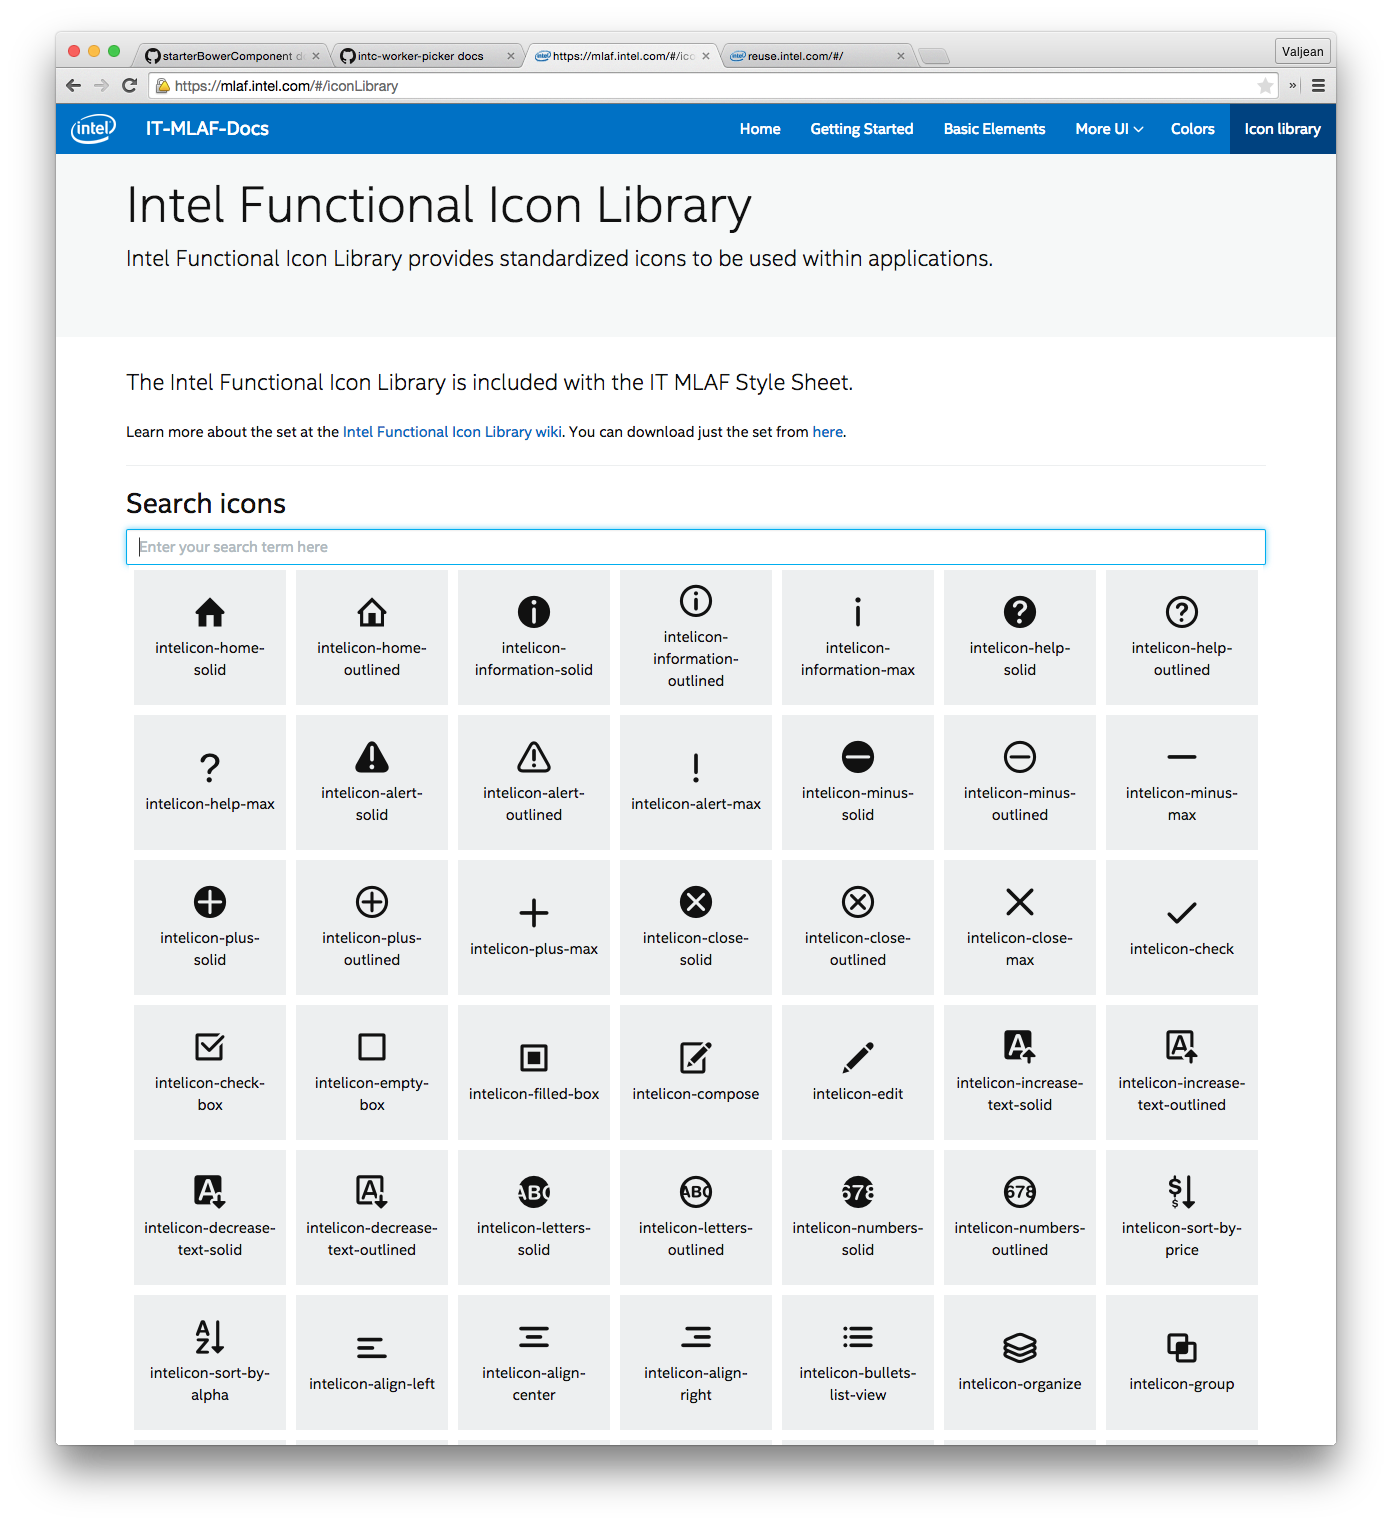 starterBowerComponent d
intc-worker-picker docs
https://mlaf.intel.com/#/ico
reuse.intel.com/#/
Valjean
https://mlaf.intel.com/#/iconLibrary
intel
IT-MLAF-Docs
Home
Getting Started
Basic Elements
More UI
Colors
Icon library
Intel Functional Icon Library
Intel Functional Icon Library provides standardized icons to be used within applications.
The Intel Functional Icon Library is included with the IT MLAF Style Sheet.
Learn more about the set at the Intel Functional Icon Library wiki. You can download just the set from here.
Search icons
Enter your search term here
intelicon-home-
solid
intelicon-home-
outlined
intelicon-
information-solid
intelicon-
information-
outlined
intelicon-
information-max
intelicon-help-
solid
intelicon-help-
outlined
intelicon-help-max
intelicon-alert-
solid
intelicon-alert-
outlined
intelicon-alert-max
intelicon-minus-
solid
intelicon-minus-
outlined
intelicon-minus-
max
intelicon-plus-
solid
intelicon-plus-
outlined
intelicon-plus-max
intelicon-close-
solid
intelicon-close-
outlined
intelicon-close-
max
intelicon-check
intelicon-check-
box
intelicon-empty-
box
intelicon-filled-box
intelicon-compose
intelicon-edit
A
intelicon-increase-
text-solid
A
intelicon-increase-
text-outlined
A
intelicon-decrease-
text-solid
A
intelicon-decrease-
text-outlined
ABC
intelicon-letters-
solid
ABC
intelicon-letters-
outlined
678
intelicon-numbers-
solid
678
intelicon-numbers-
outlined
$
$
intelicon-sort-by-
price
A
Z
intelicon-sort-by-
alpha
intelicon-align-left
intelicon-align-
center
intelicon-align-
right
intelicon-bullets-
list-view
intelicon-organize
intelicon-group